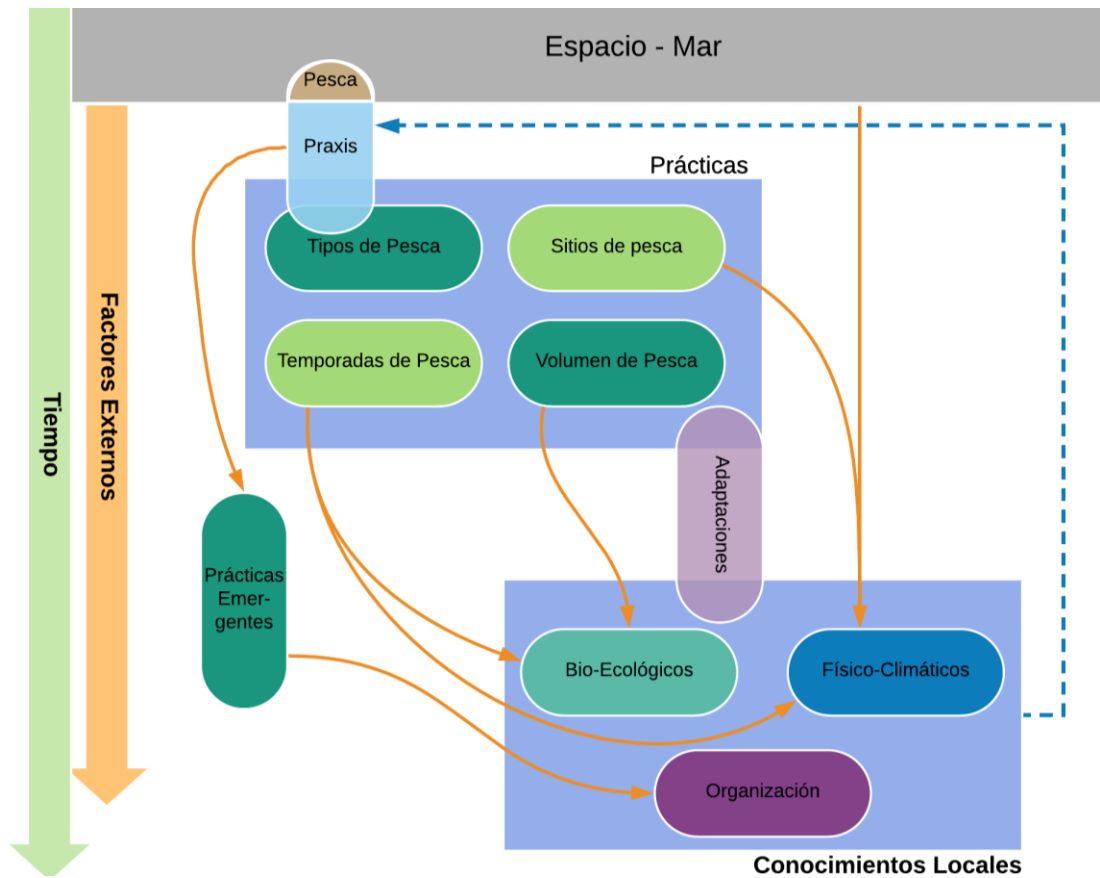 Espacio - Mar
Pesca
Praxis
Prácticas
Tipos de Pesca
Sitios de pesca
Temporadas de Pesca
Volumen de Pesca
Factores Externos
Tiempo
Adaptaciones
Prácticas
Emer-
gentes
Bio-Ecológicos
Físico-Climáticos
Organización
Conocimientos Locales